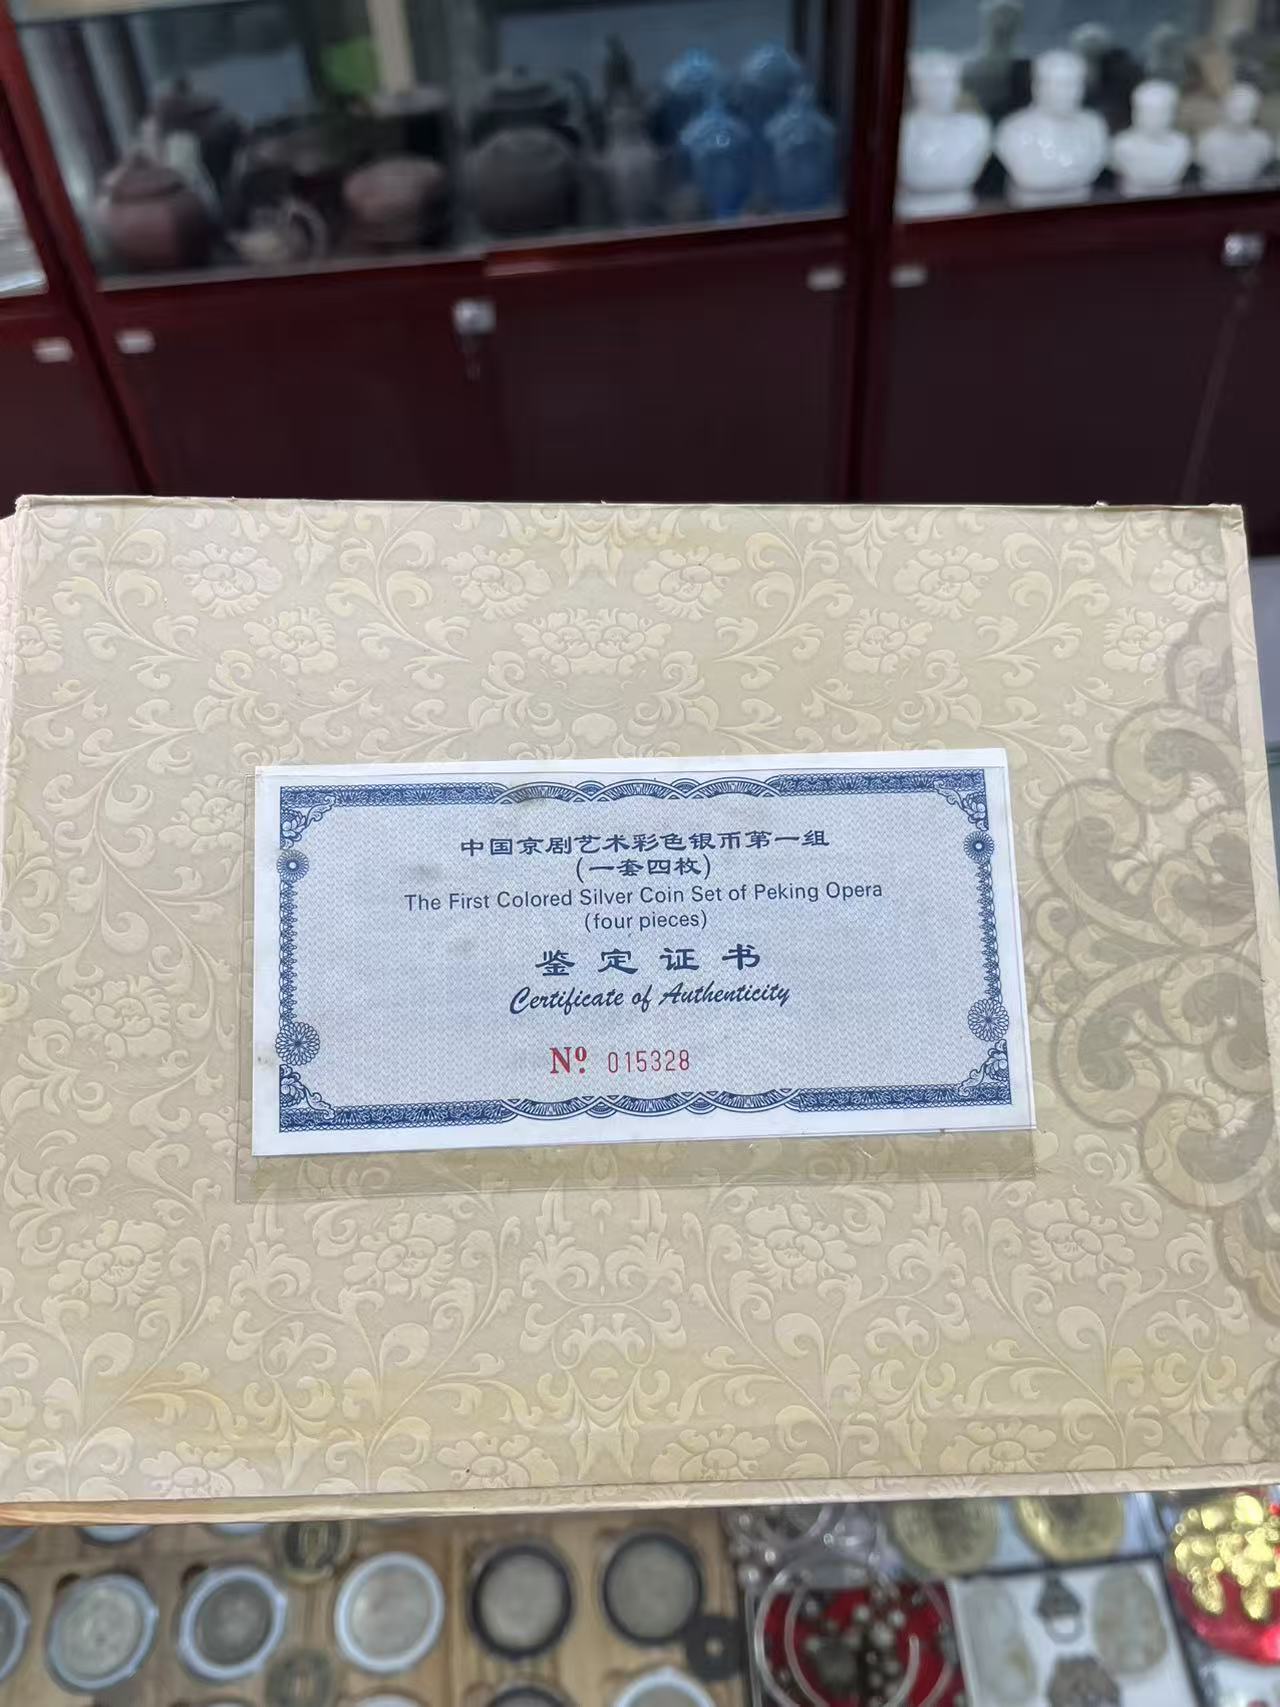 中国京剧艺术彩色银币第一组
(一套四枚)
The First Colored Silver Coin Set of Peking Opera
(four pieces)
鉴定证书
Certificate of Authenticity
Nº. 015328